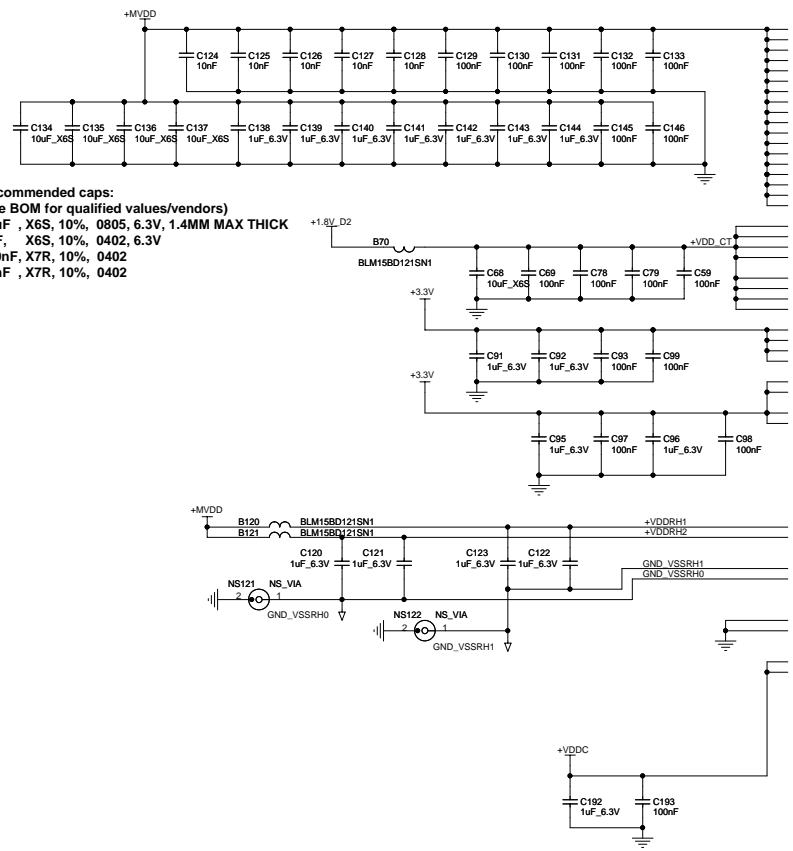 +MVDD
C124 C125 C126 C127 C128 C129 C130 C131 C132 C133
10nF 10nF 10nF 10nF 10nF 100nF 100nF 100nF 100nF 100nF
C134 C135 C136 C137 C138 C139 C140 C141 C142 C143 C144 C145 C146
10uF_X6S 10uF_X6S 10uF_X6S 10uF_X6S 1uF_6.3V 1uF_6.3V 1uF_6.3V 1uF_6.3V 1uF_6.3V 1uF_6.3V 1uF_6.3V 100nF 100nF
commended caps:
e BOM for qualified values/vendors)
uF , X6S, 10%, 0805, 6.3V, 1.4MM MAX THICK
F, X6S, 10%, 0402, 6.3V
nF, X7R, 10%, 0402
nF , X7R, 10%, 0402
+1.8V_D2
B70
BLM15BD121SN1
+VDD_CT
C68 C69 C78 C79 C59
10uF_X6S 100nF 100nF 100nF 100nF
+3.3V
C91 C92 C93 C99
1uF_6.3V 1uF_6.3V 100nF 100nF
+3.3V
C95 C97 C96 C98
1uF_6.3V 100nF 1uF_6.3V 100nF
+MVDD
B120 BLM15BD121SN1 +VDDRH1
B121 BLM15BD121SN1 +VDDRH2
C120 C121 C123 C122
1uF_6.3V 1uF_6.3V 1uF_6.3V 1uF_6.3V
GND_VSSRH1
GND_VSSRH0
NS121 NS_VIA
2 1
GND_VSSRH0
NS122 NS_VIA
2 1
GND_VSSRH1
+VDDC
C192 C193
1uF_6.3V 100nF